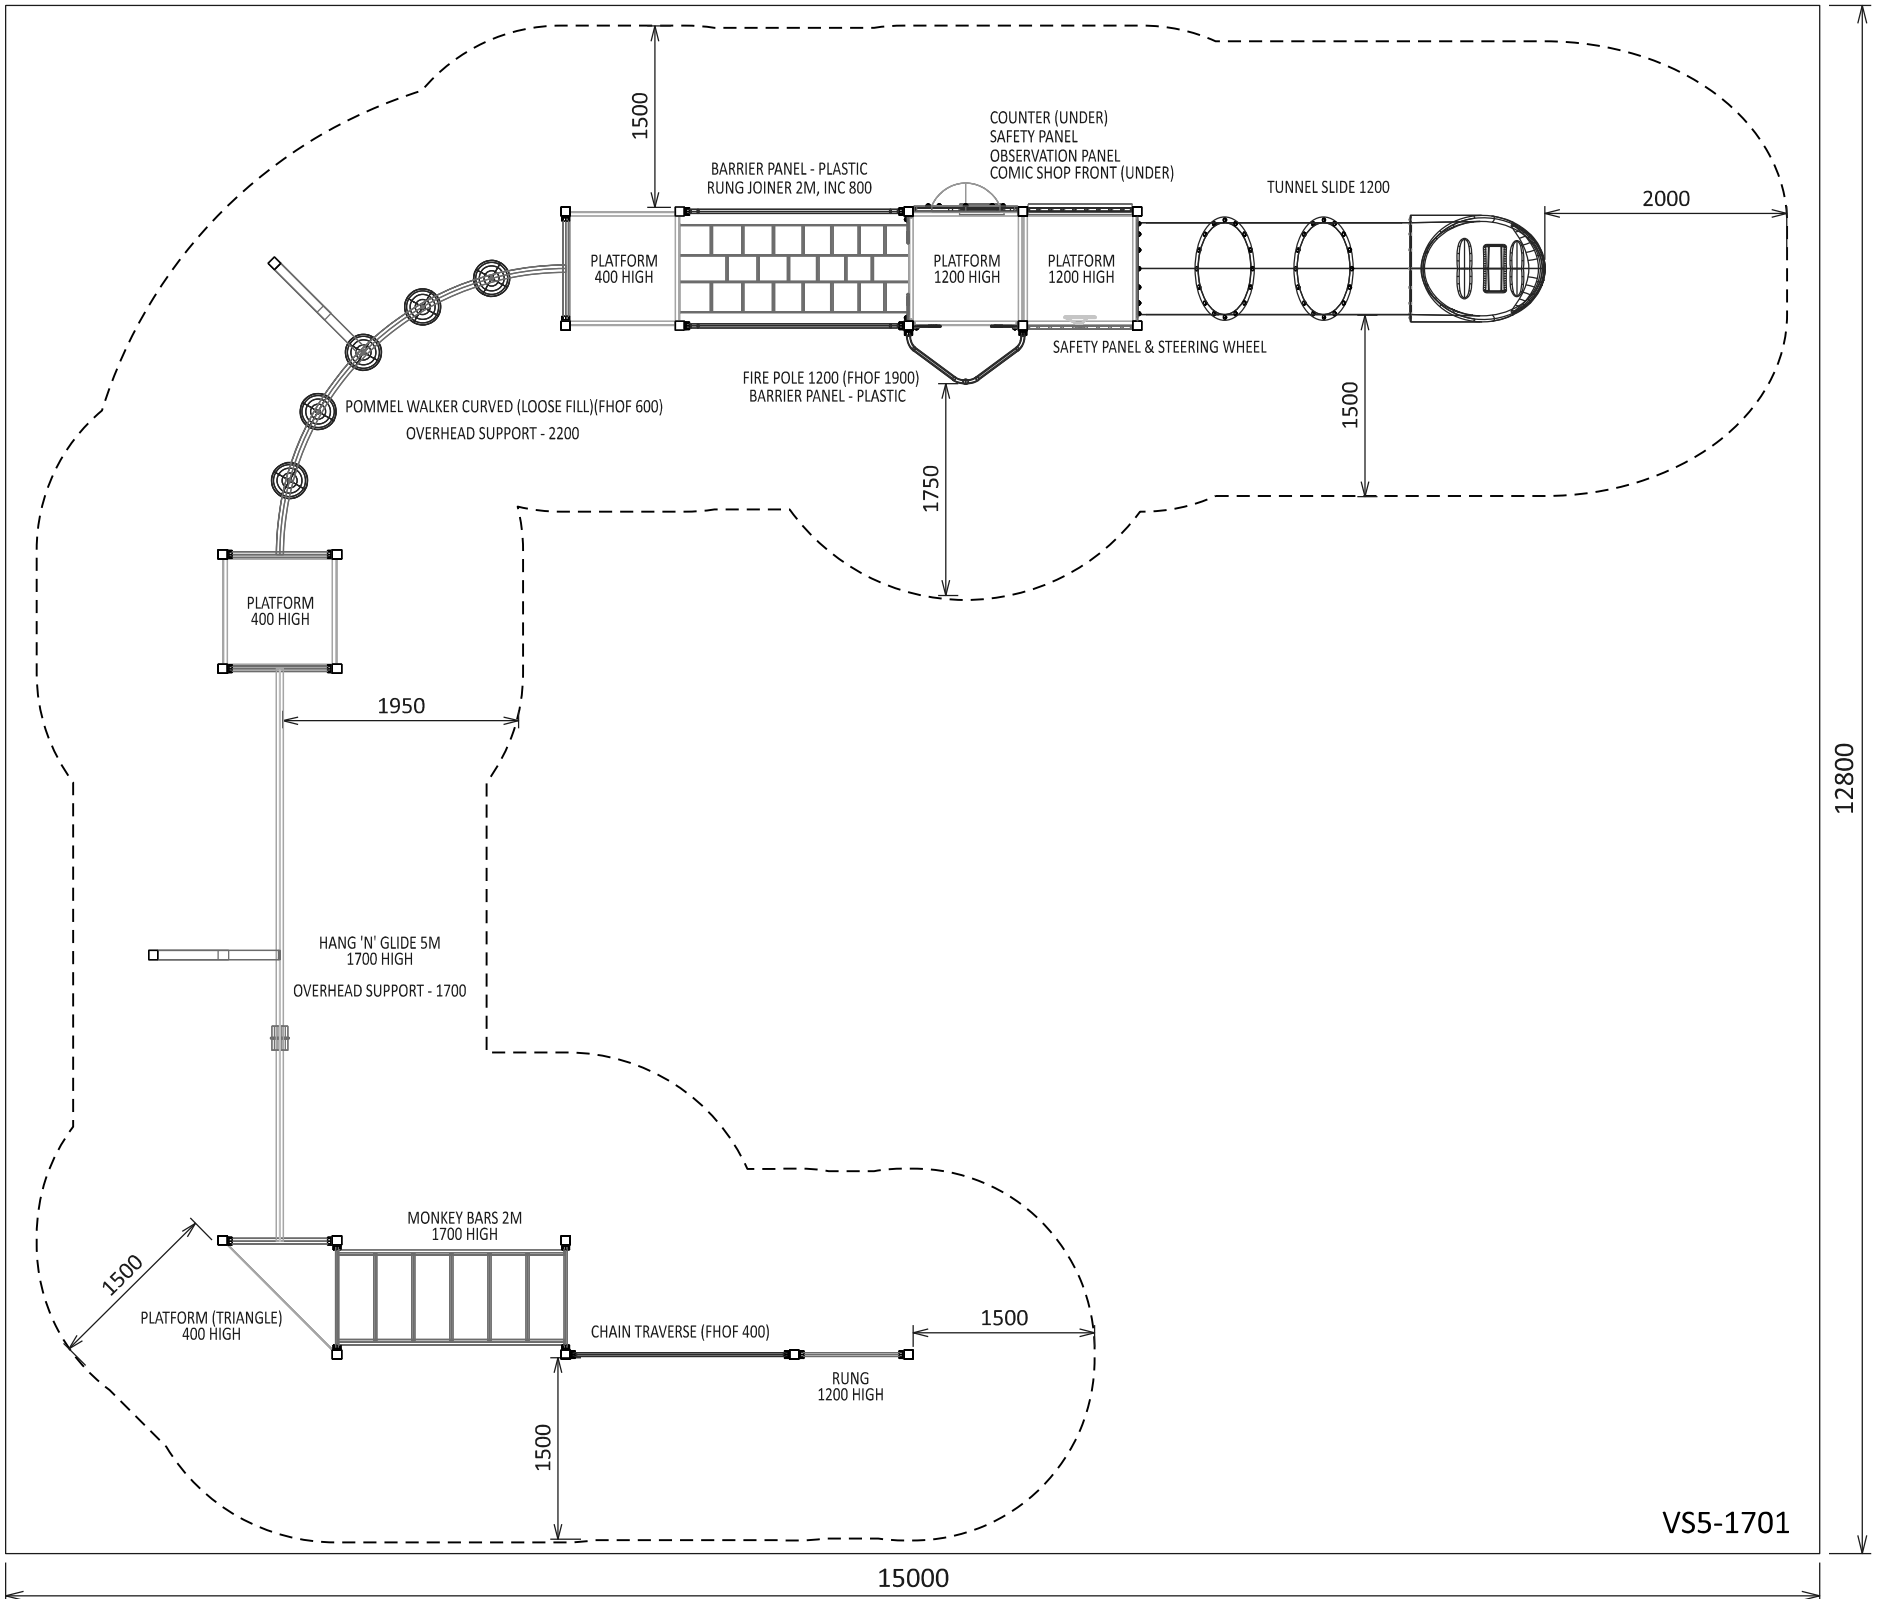 1500
COUNTER (UNDER)
SAFETY PANEL
OBSERVATION PANEL
COMIC SHOP FRONT (UNDER)
BARRIER PANEL - PLASTIC
RUNG JOINER 2M, INC 800
TUNNEL SLIDE 1200
2000
PLATFORM
400 HIGH
PLATFORM
1200 HIGH
PLATFORM
1200 HIGH
SAFETY PANEL & STEERING WHEEL
FIRE POLE 1200 (FHOF 1900)
BARRIER PANEL - PLASTIC
1500
POMMEL WALKER CURVED (LOOSE FILL)(FHOF 600)
OVERHEAD SUPPORT - 2200
1750
PLATFORM
400 HIGH
1950
12800
HANG 'N' GLIDE 5M
1700 HIGH
OVERHEAD SUPPORT - 1700
MONKEY BARS 2M
1700 HIGH
1500
PLATFORM (TRIANGLE)
400 HIGH
CHAIN TRAVERSE (FHOF 400)
1500
RUNG
1200 HIGH
1500
VS5-1701
15000